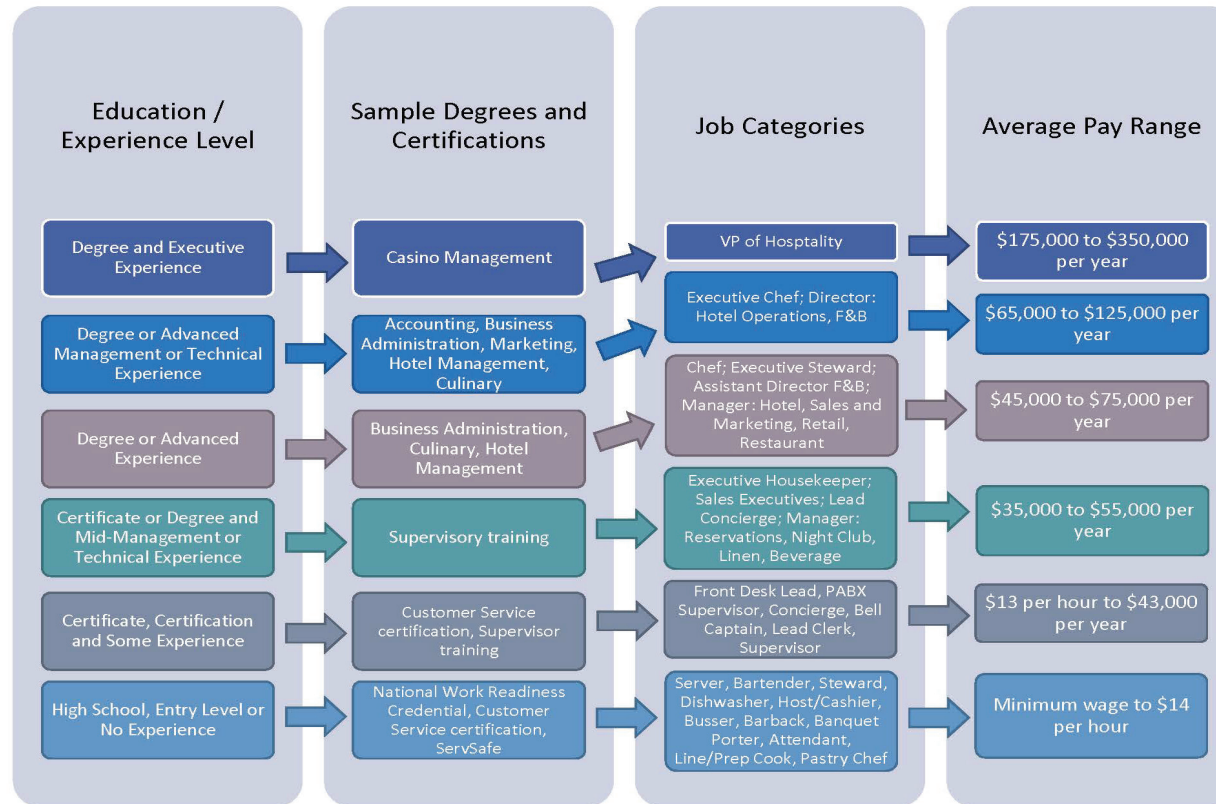 Education /
Experience Level
Sample Degrees and
Certifications
Job Categories
Average Pay Range
Degree and Executive
Experience
Casino Management
VP of Hosptality
$175,000 to $350,000
per year
Degree or Advanced
Management or Technical
Experience
Accounting, Business
Administration, Marketing,
Hotel Management,
Culinary
Executive Chef; Director:
Hotel Operations, F&B
$65,000 to $125,000 per
year
Degree or Advanced
Experience
Business Administration,
Culinary, Hotel
Management
Chef; Executive Steward;
Assistant Director F&B;
Manager: Hotel, Sales and
Marketing, Retail,
Restaurant
$45,000 to $75,000 per
year
Certificate or Degree and
Mid-Management or
Technical Experience
Supervisory training
Executive Housekeeper;
Sales Executives; Lead
Concierge; Manager:
Reservations, Night Club,
Linen, Beverage
$35,000 to $55,000 per
year
Certificate, Certification
and Some Experience
Customer Service
certification, Supervisor
training
Front Desk Lead, PABX
Supervisor, Concierge, Bell
Captain, Lead Clerk,
Supervisor
$13 per hour to $43,000
per year
High School, Entry Level or
No Experience
National Work Readiness
Credential, Customer
Service certification,
ServSafe
Server, Bartender, Steward,
Dishwasher, Host/Cashier,
Busser, Barback, Banquet
Porter, Attendant,
Line/Prep Cook, Pastry Chef
Minimum wage to $14
per hour